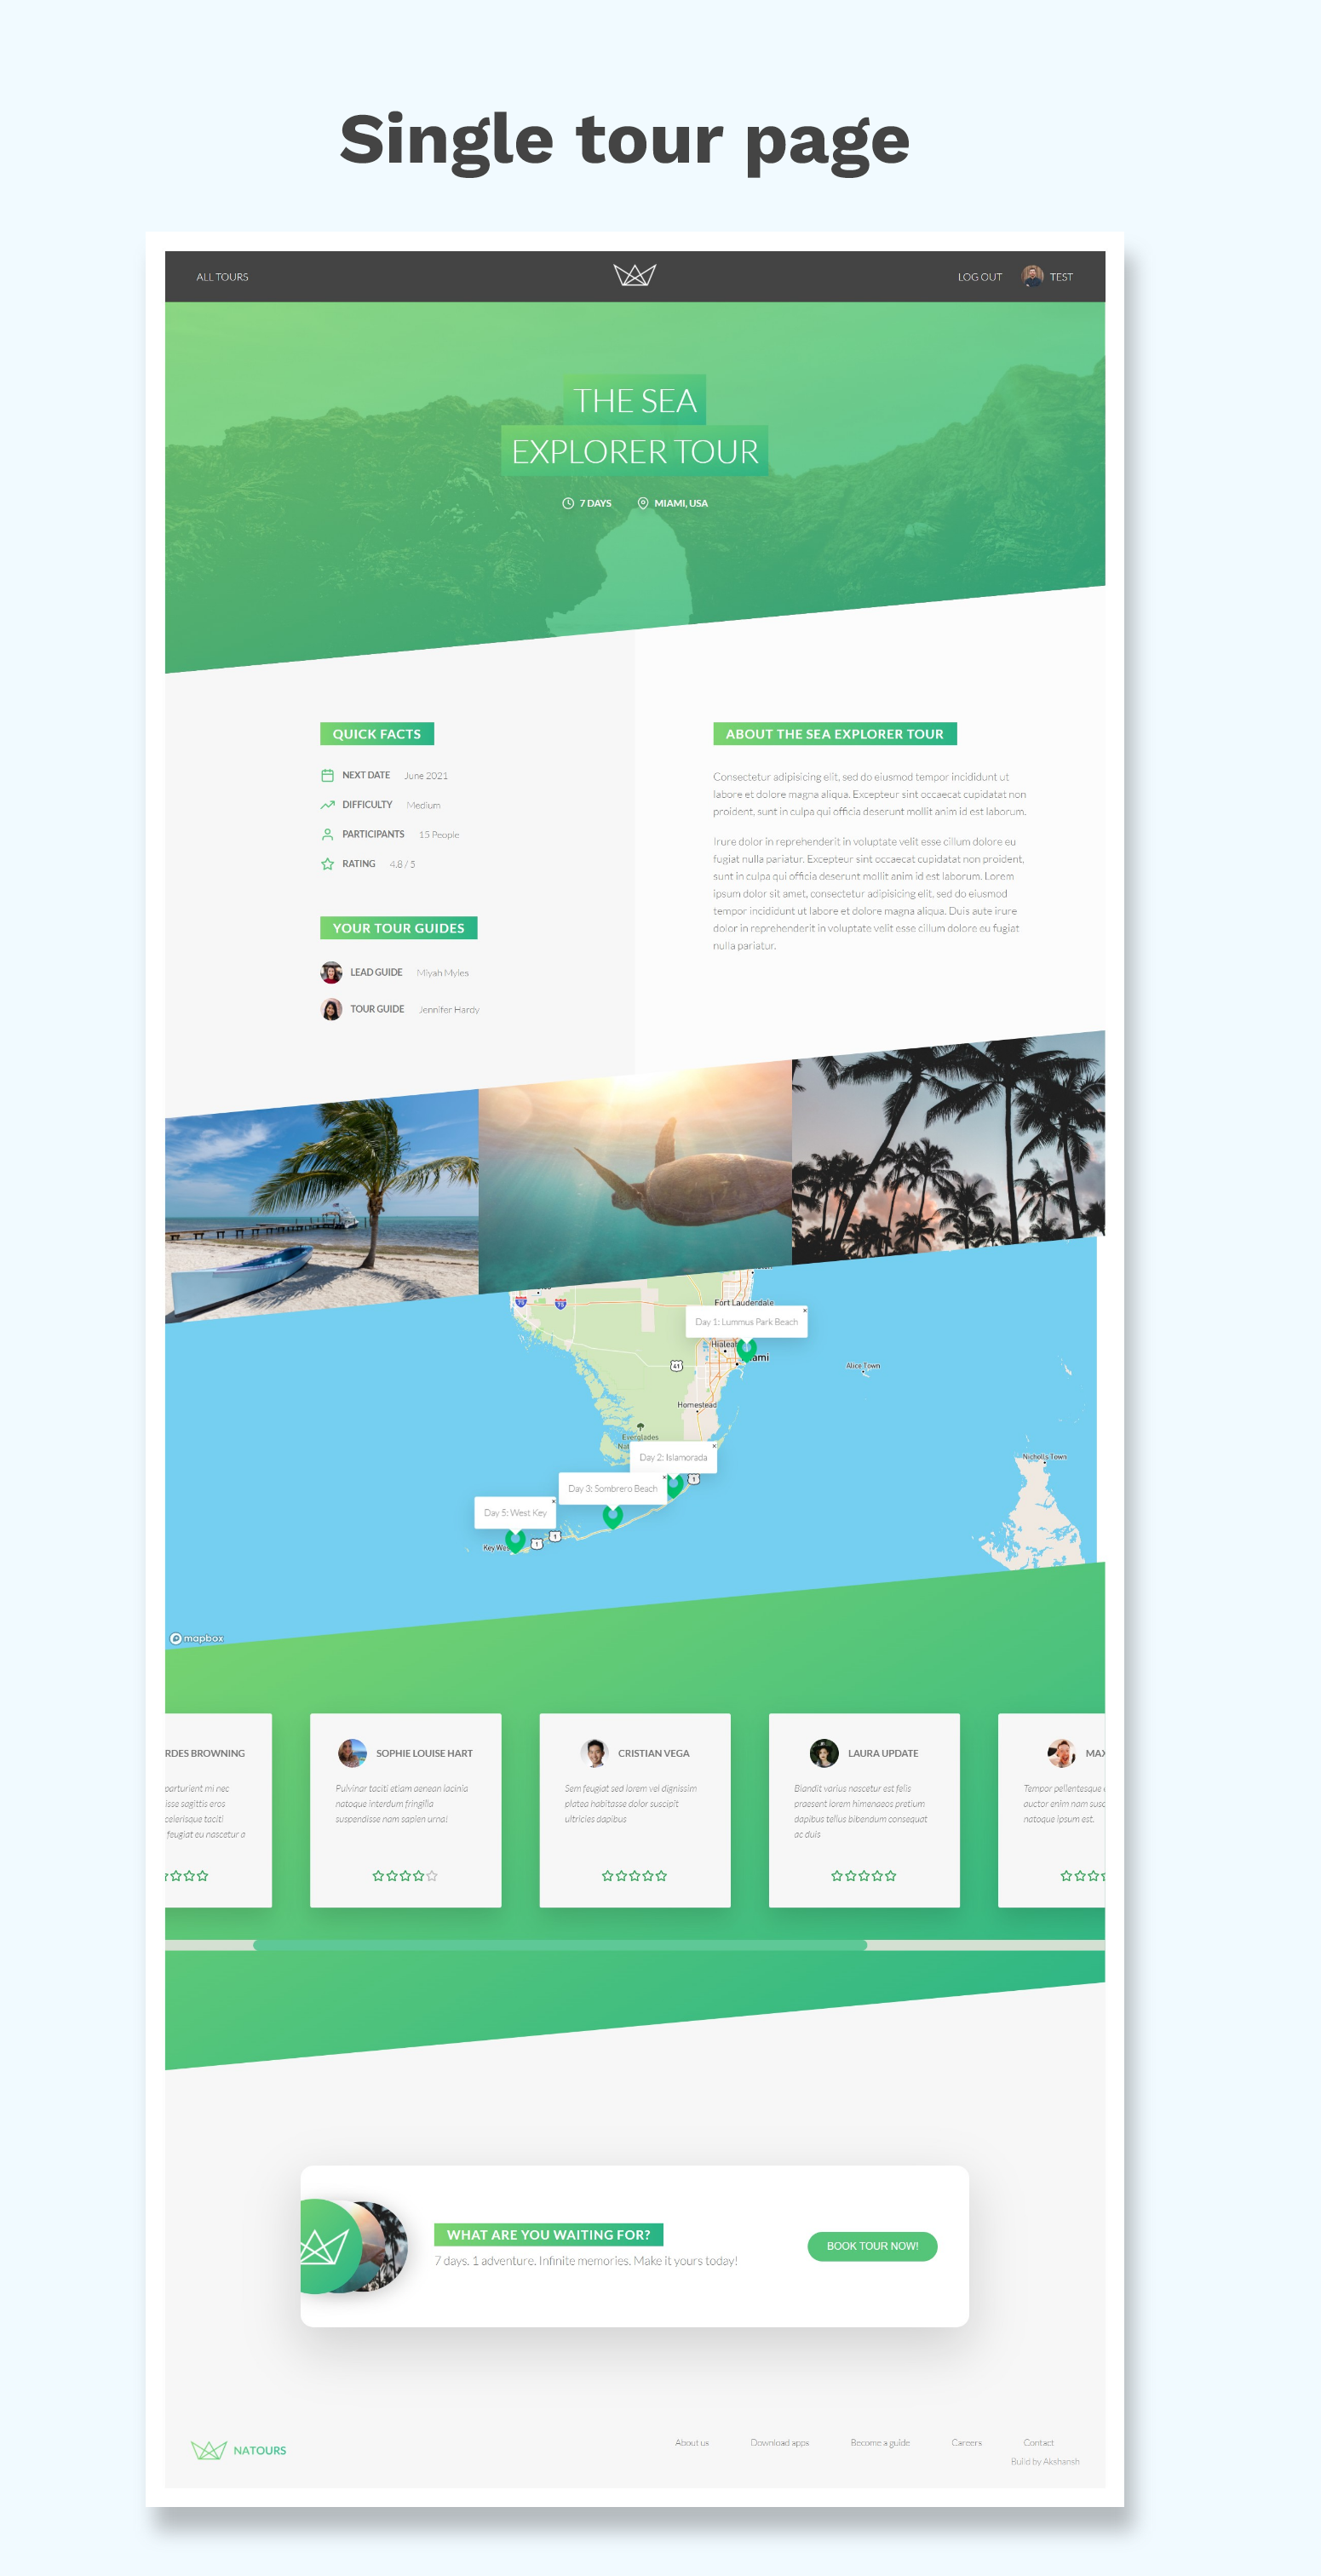 Single tour page
ALL TOURS
LOG OUT
TEST
THE SEA
EXPLORER TOUR
7 DAYS
MIAMI, USA
QUICK FACTS
NEXT DATE June 2021
DIFFICULTY Medium
PARTICIPANTS 15 People
RATING 4.8 / 5
YOUR TOUR GUIDES
LEAD GUIDE Miyah Myles
TOUR GUIDE Jennifer Hardy
ABOUT THE SEA EXPLORER TOUR
Consectetur adipisicing elit, sed do eiusmod tempor incididunt ut
labore et dolore magna aliqua. Excepteur sint occaecat cupidatat non
proident, sunt in culpa qui officia deserunt mollit anim id est laborum.
Irure dolor in reprehenderit in voluptate velit esse cillum dolore eu
fugiat nulla pariatur. Excepteur sint occaecat cupidatat non proident,
sunt in culpa qui officia deserunt mollit anim id est laborum. Lorem
ipsum dolor sit amet, consectetur adipisicing elit, sed do eiusmod
tempor incididunt ut labore et dolore magna aliqua. Duis aute irure
dolor in reprehenderit in voluptate velit esse cillum dolore eu fugiat
nulla pariatur.
75
75
Fort Lauderdale
×
Day 1: Lummus Park Beach
Hialeah
ami
41
Alice Town
Homestead
Everglades
Nat
×
Day 2: Islamorada
1
Nicholls Town
×
Day 3: Sombrero Beach
×
Day 5: West Key
1
1
Key Wes
mapbox
RDES BROWNING
parturient mi nec
isse sagittis eros
celerisque taciti
feugiat eu nascetur a
SOPHIE LOUISE HART
Pulvinar taciti etiam aenean lacinia
natoque interdum fringilla
suspendisse nam sapien urna!
CRISTIAN VEGA
Sem feugiat sed lorem vel dignissim
platea habitasse dolor suscipit
ultricies dapibus
LAURA UPDATE
Blandit varius nascetur est felis
praesent lorem himenaeos pretium
dapibus tellus bibendum consequat
ac duis
MAX
Tempor pellentesque
auctor enim nam susc
natoque ipsum est.
WHAT ARE YOU WAITING FOR?
7 days. 1 adventure. Infinite memories. Make it yours today!
BOOK TOUR NOW!
NATOURS
About us
Download apps
Become a guide
Careers
Contact
Build by Akshansh